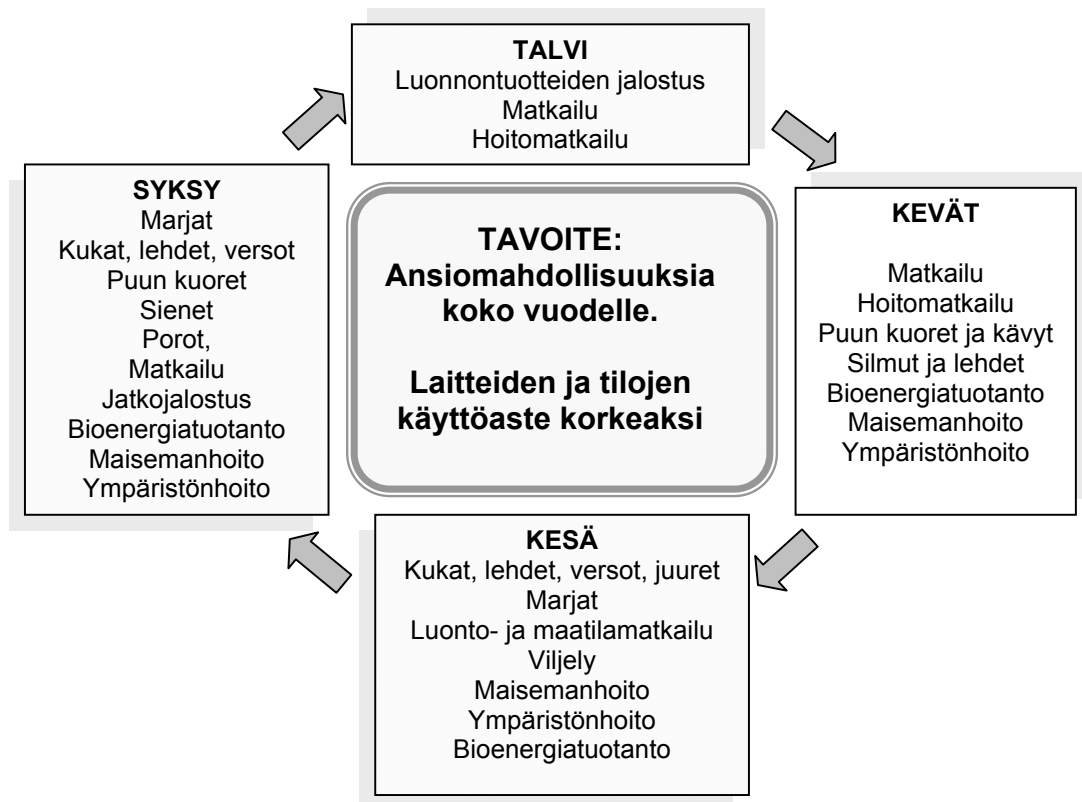 TALVI
Luonnontuotteiden jalostus
Matkailu
Hoitomatkailu
SYKSY
Marjat
Kukat, lehdet, versot
Puun kuoret
Sienet
Porot,
Matkailu
Jatkojalostus
Bioenergiatuotanto
Maisemanhoito
Ympäristönhoito
TAVOITE:
Ansiomahdollisuuksia
koko vuodelle.
Laitteiden ja tilojen
käyttöaste korkeaksi
KEVÄT
Matkailu
Hoitomatkailu
Puun kuoret ja kävyt
Silmut ja lehdet
Bioenergiatuotanto
Maisemanhoito
Ympäristönhoito
KESÄ
Kukat, lehdet, versot, juuret
Marjat
Luonto- ja maatilamatkailu
Viljely
Maisemanhoito
Ympäristönhoito
Bioenergiatuotanto